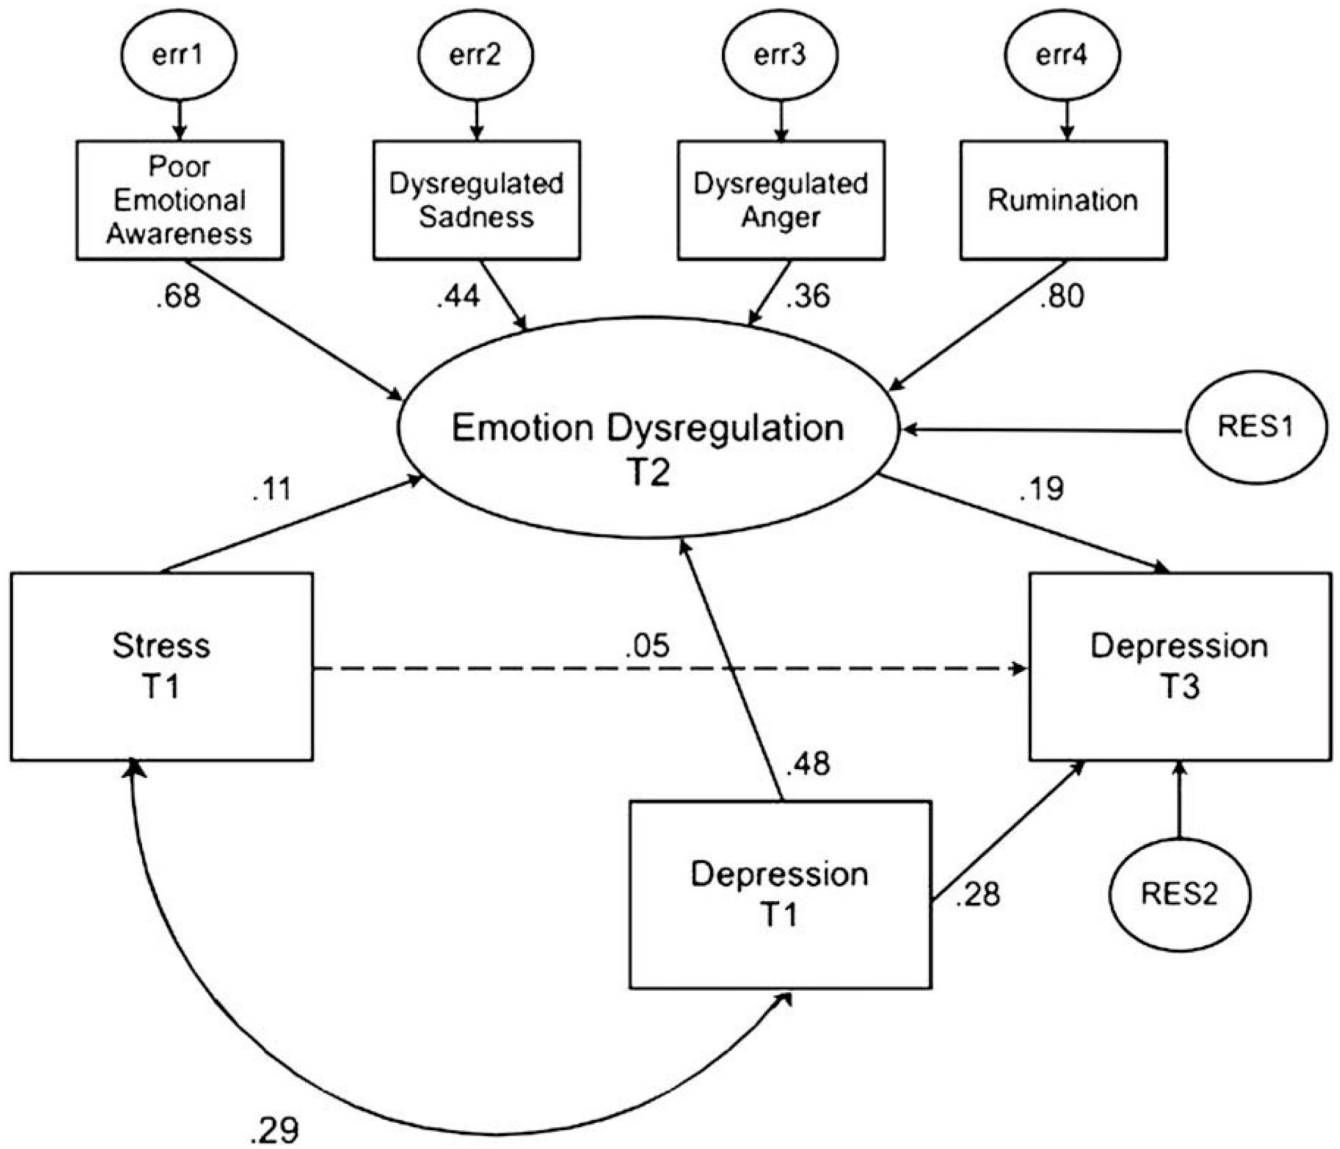 err1
err2
err3
err4
Poor
Emotional
Awareness
Dysregulated
Sadness
Dysregulated
Anger
Rumination
.68
.44
.36
.80
Emotion Dysregulation
T2
RES1
.11
.19
Stress
T1
.05
Depression
T3
.48
Depression
T1
.28
RES2
.29